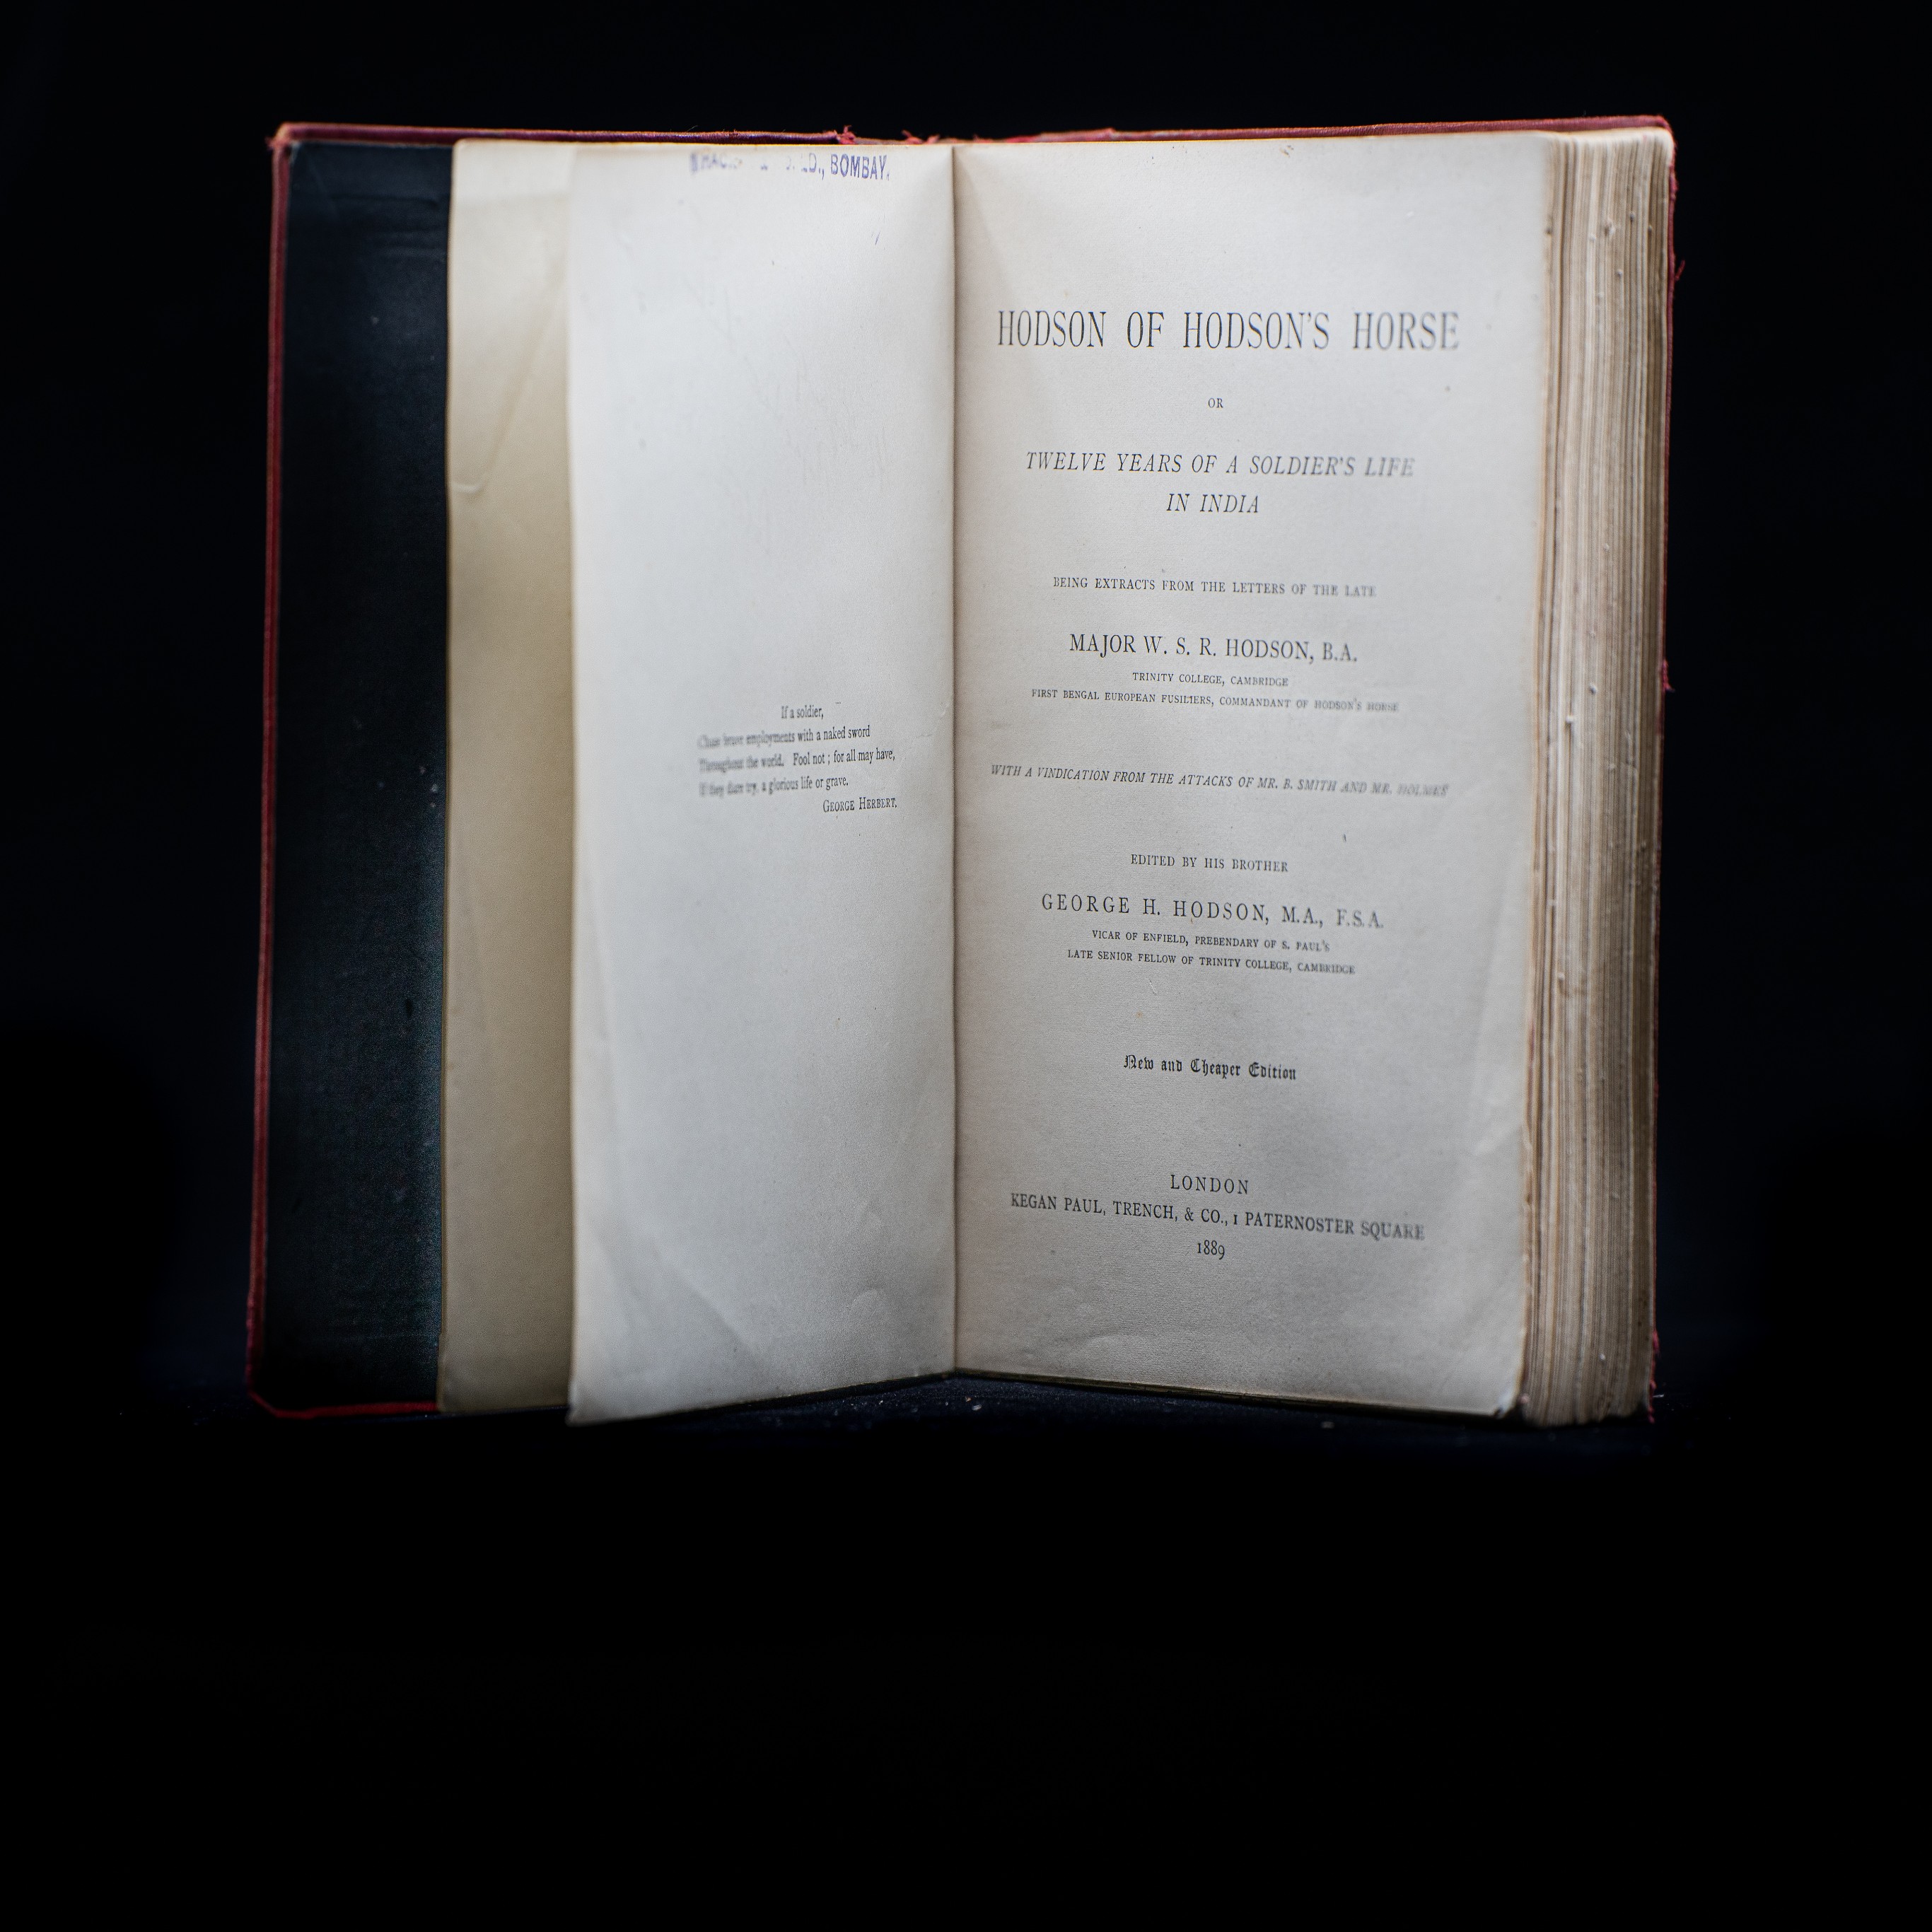 BOMBAY.
If a soldier,
Chase brave employments with a naked sword
Throughout the world. Fool not; for all may have,
If they dare try, a glorious life or grave.
GEORGE HERBERT.
HODSON OF HODSON'S HORSE
OR
TWELVE YEARS OF A SOLDIER'S LIFE
IN INDIA
BEING EXTRACTS FROM THE LETTERS OF THE LATE
MAJOR W. S. R. HODSON, B.A.
TRINITY COLLEGE, CAMBRIDGE
FIRST BENGAL EUROPEAN FUSILIERS, COMMANDANT OF HODSON'S HORSE
WITH A VINDICATION FROM THE ATTACKS OF MR. B. SMITH AND MR. HOLMES
EDITED BY HIS BROTHER
GEORGE H. HODSON, M.A., F.S.A.
VICAR OF ENFIELD, PREBENDARY OF S. PAUL'S
LATE SENIOR FELLOW OF TRINITY COLLEGE, CAMBRIDGE
New and Cheaper Edition
LONDON
KEGAN PAUL, TRENCH, & CO., 1 PATERNOSTER SQUARE
1889